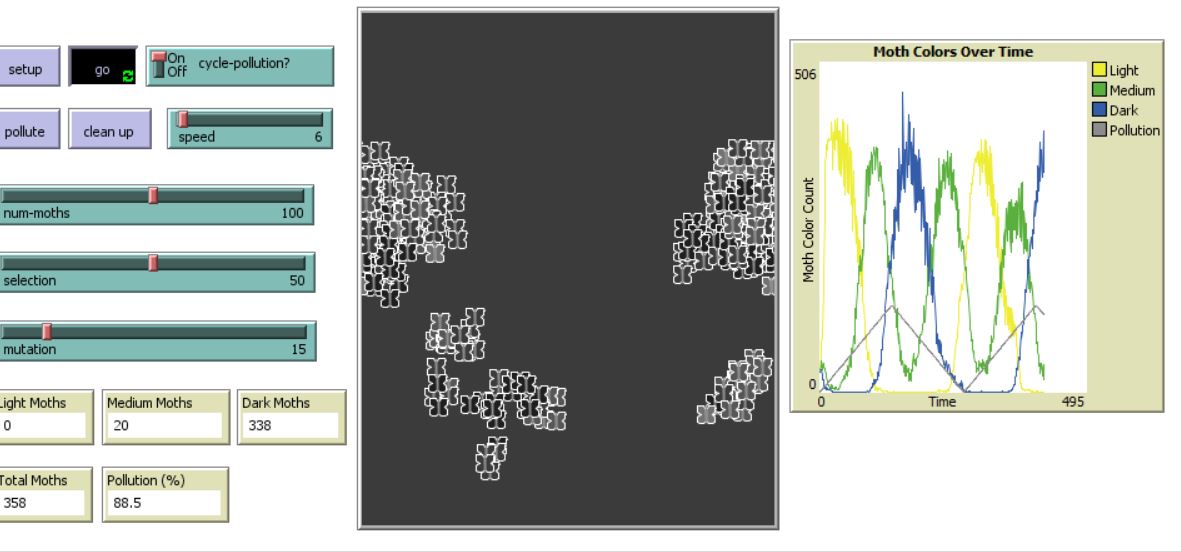 setup
go
On
Off
cycle-pollution?
pollute
clean up
speed
6
num-moths
100
selection
50
mutation
15
Light Moths
0
Medium Moths
20
Dark Moths
338
Total Moths
358
Pollution (%)
88.5
Moth Colors Over Time
506
Moth Color Count
0
0
Time
495
Light
Medium
Dark
Pollution